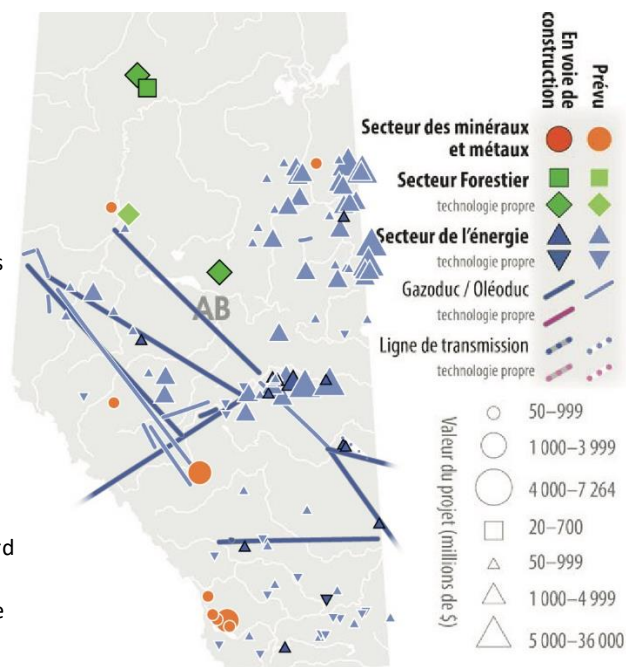 En voie de
construction
Prévu
Secteur des minéraux
et métaux
Secteur Forestier
technologie propre
Secteur de l'énergie
technologie propre
Gazoduc / Oléoduc
technologie propre
Ligne de transmission
technologie propre
AB
s
rd
e
Valeur du projet (millions de $)
50–999
1 000–3 999
4 000–7 264
20–700
50–999
1 000–4 999
5 000–36 000